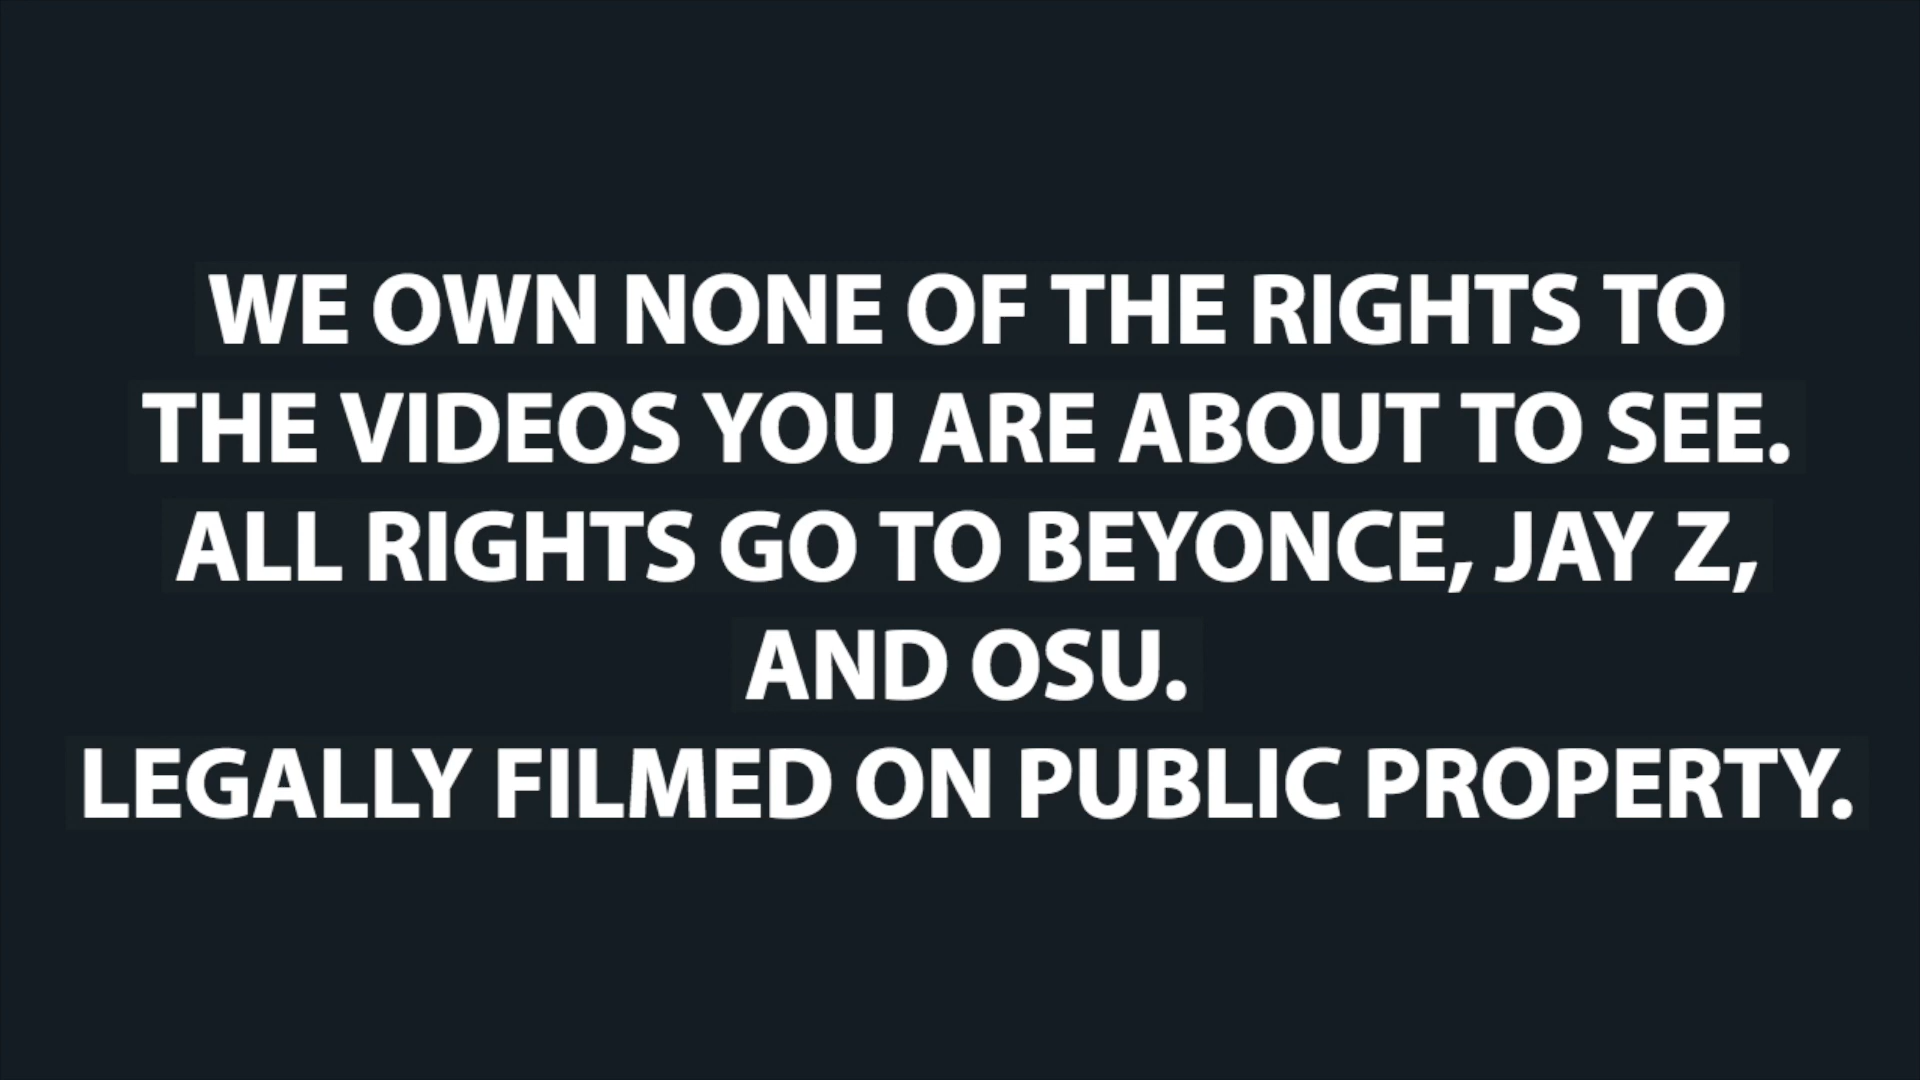 WE OWN NONE OF THE RIGHTS TO
THE VIDEOS YOU ARE ABOUT TO SEE.
ALL RIGHTS GO TO BEYONCE, JAY Z,
AND OSU.
LEGALLY FILMED ON PUBLIC PROPERTY.